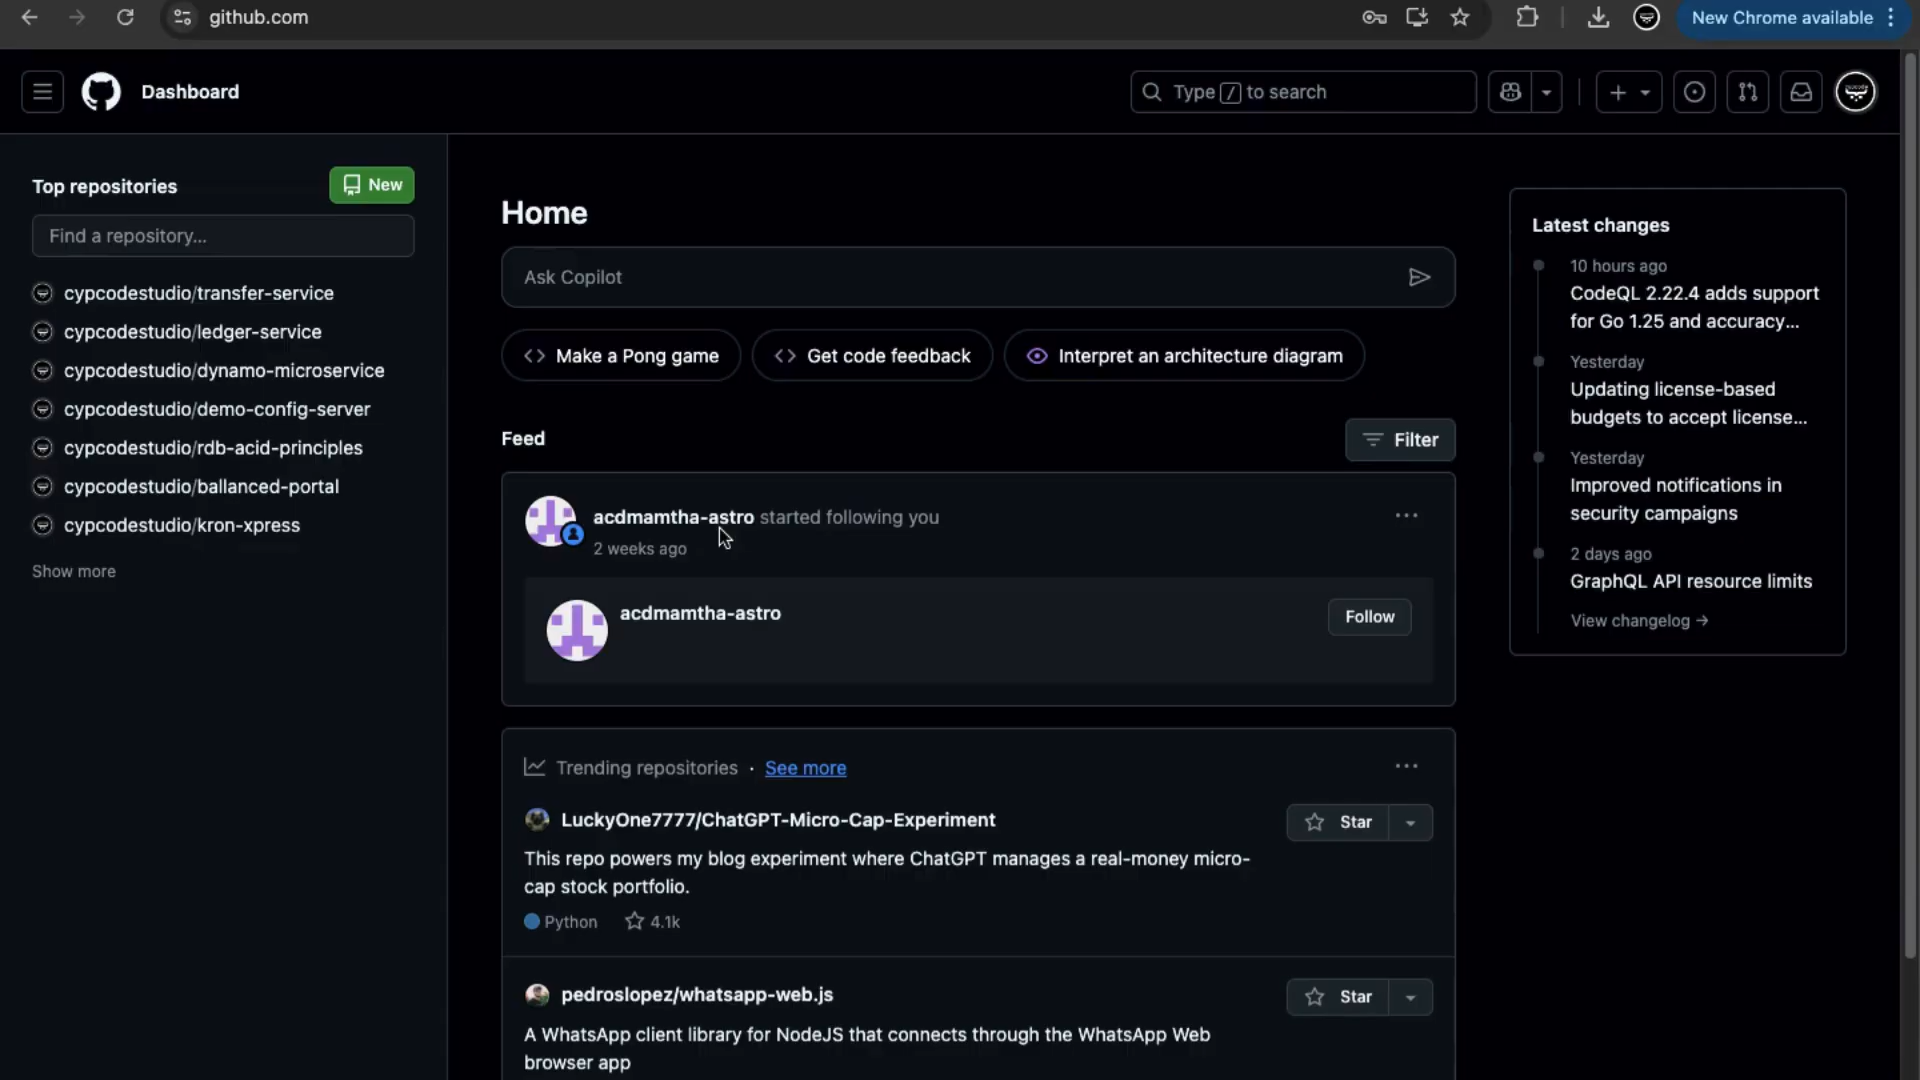 github.com
New Chrome available
Dashboard
Type / to search
Top repositories
New
Find a repository...
cypcodestudio/transfer-service
cypcodestudio/ledger-service
cypcodestudio/dynamo-microservice
cypcodestudio/demo-config-server
cypcodestudio/rdb-acid-principles
cypcodestudio/ballanced-portal
cypcodestudio/kron-xpress
Show more
Home
Ask Copilot
Make a Pong game
Get code feedback
Interpret an architecture diagram
Feed
Filter
acdmamtha-astro started following you
2 weeks ago
acdmamtha-astro
Follow
Trending repositories · See more
LuckyOne7777/ChatGPT-Micro-Cap-Experiment
Star
This repo powers my blog experiment where ChatGPT manages a real-money micro-
cap stock portfolio.
Python
4.1k
pedroslopez/whatsapp-web.js
Star
A WhatsApp client library for NodeJS that connects through the WhatsApp Web
browser app
Latest changes
10 hours ago
CodeQL 2.22.4 adds support
for Go 1.25 and accuracy...
Yesterday
Updating license-based
budgets to accept license...
Yesterday
Improved notifications in
security campaigns
2 days ago
GraphQL API resource limits
View changelog →